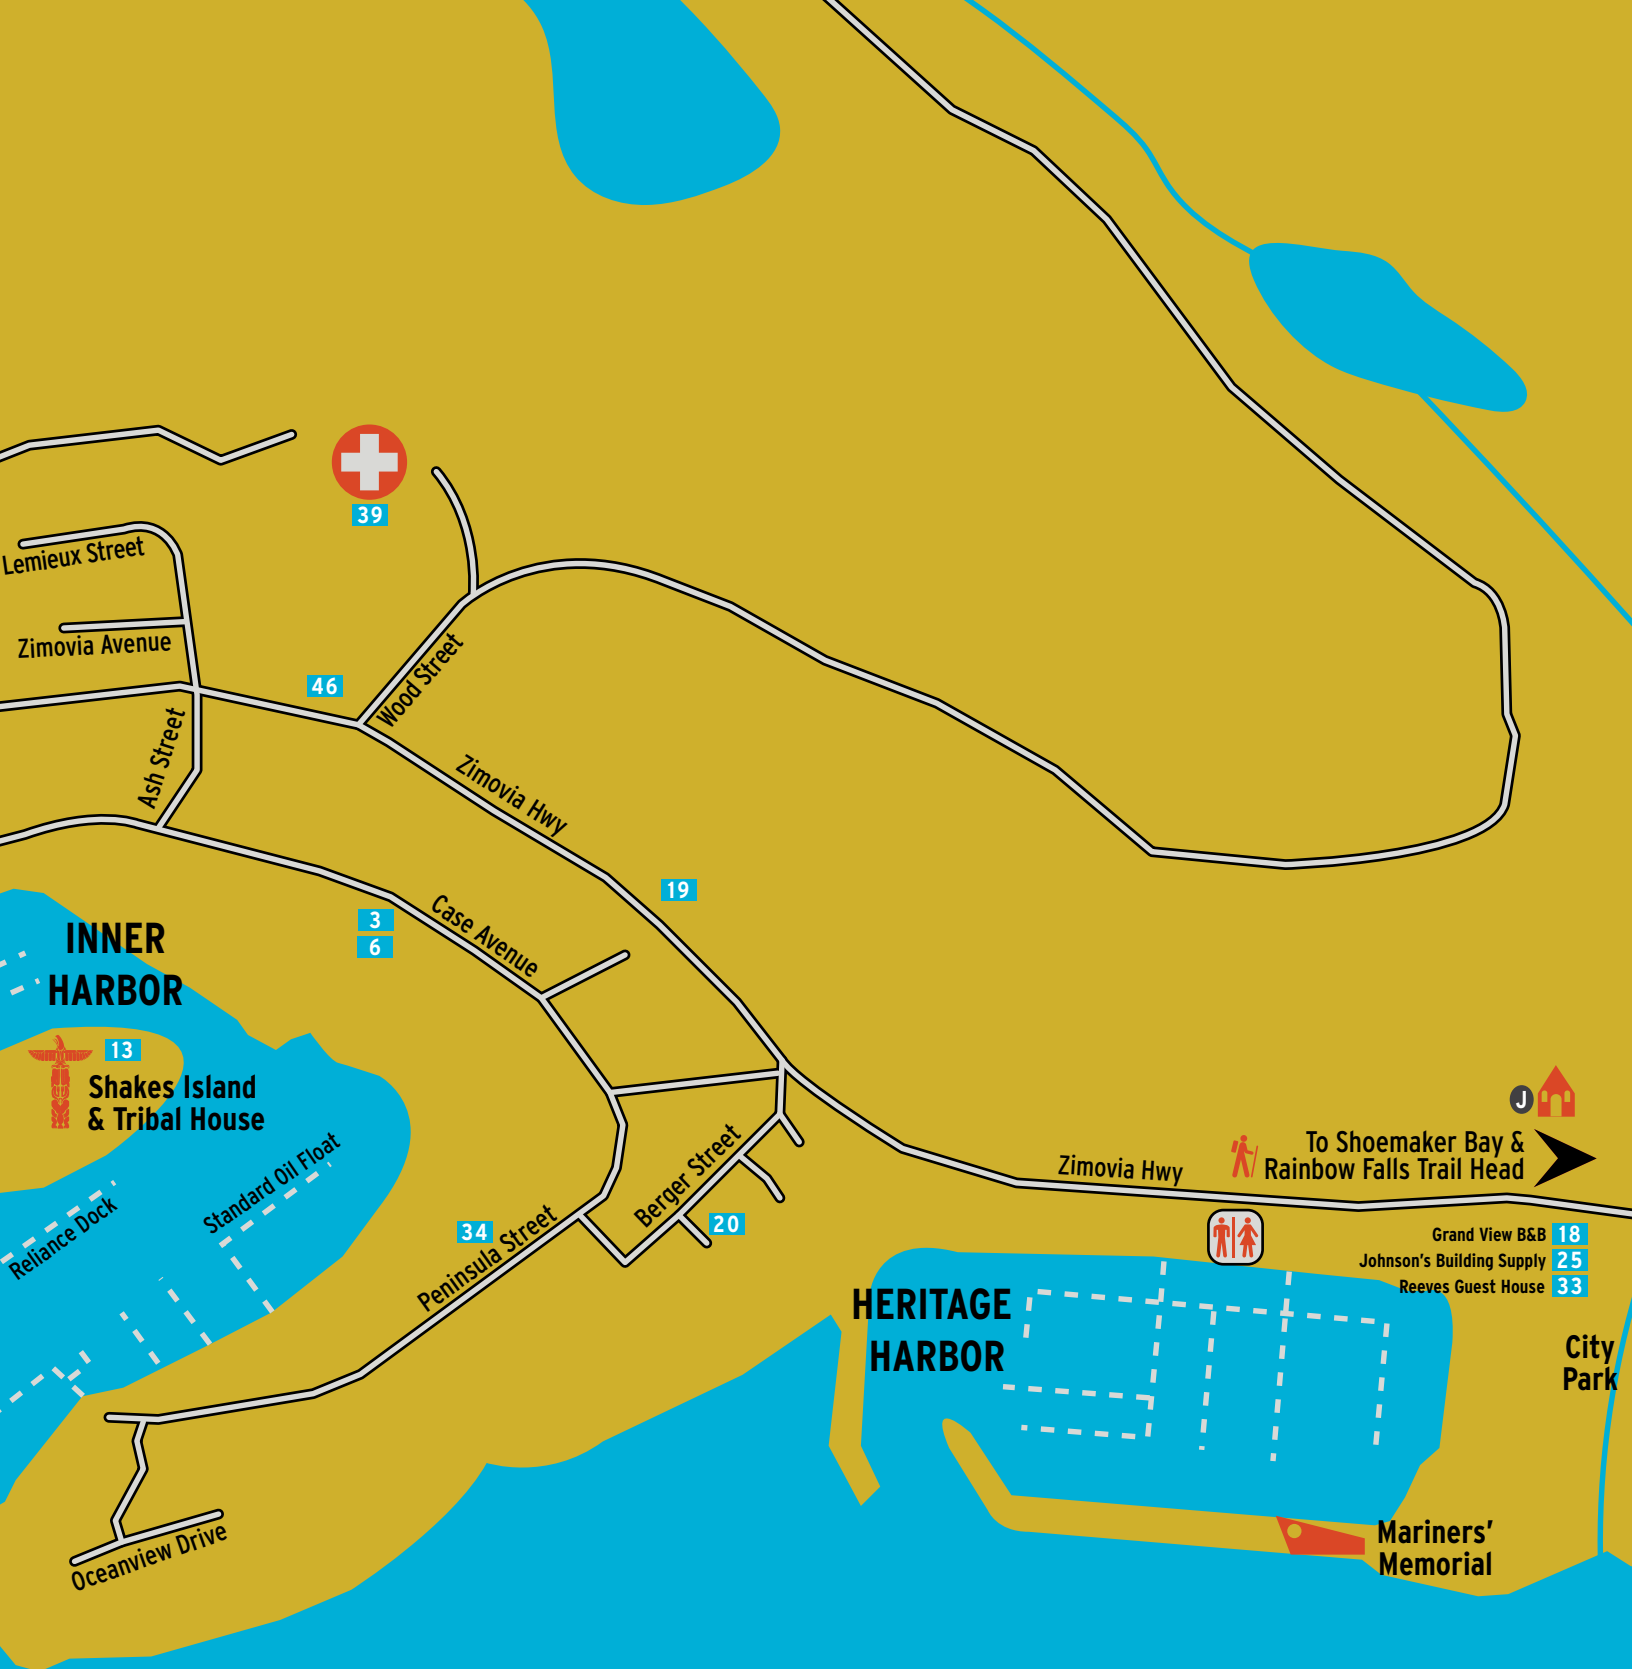 39
Lemieux Street
Zimovia Avenue
46
Wood Street
Ash Street
Zimovia Hwy
19
Case Avenue
3
6
INNER
HARBOR
13
Shakes Island
& Tribal House
Standard Oil Float
Reliance Dock
34
Peninsula Street
Berger Street
20
Zimovia Hwy
J
To Shoemaker Bay &
Rainbow Falls Trail Head
Grand View B&B 18
Johnson's Building Supply 25
Reeves Guest House 33
HERITAGE
HARBOR
City
Park
Mariners'
Memorial
Oceanview Drive